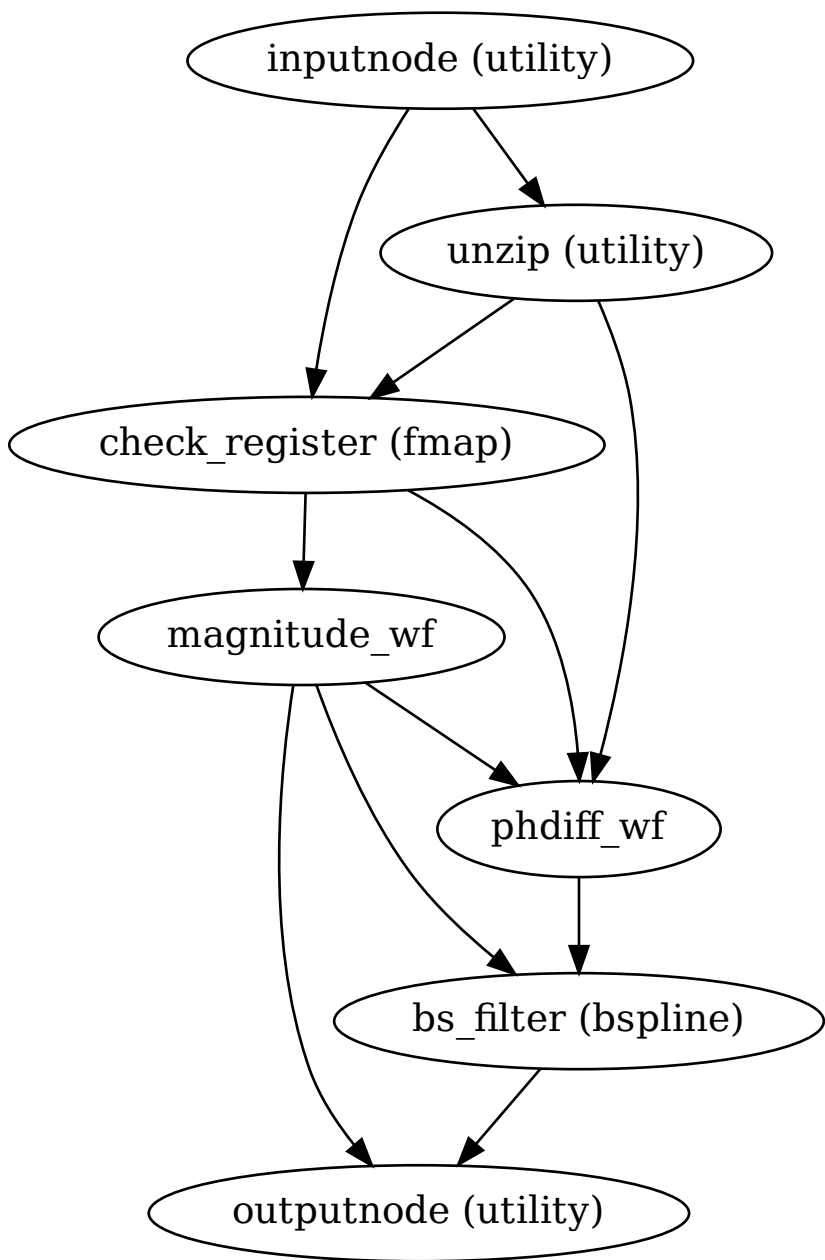 inputnode (utility)
unzip (utility)
check_register (fmap)
magnitude_wf
phdiff_wf
bs_filter (bspline)
outputnode (utility)